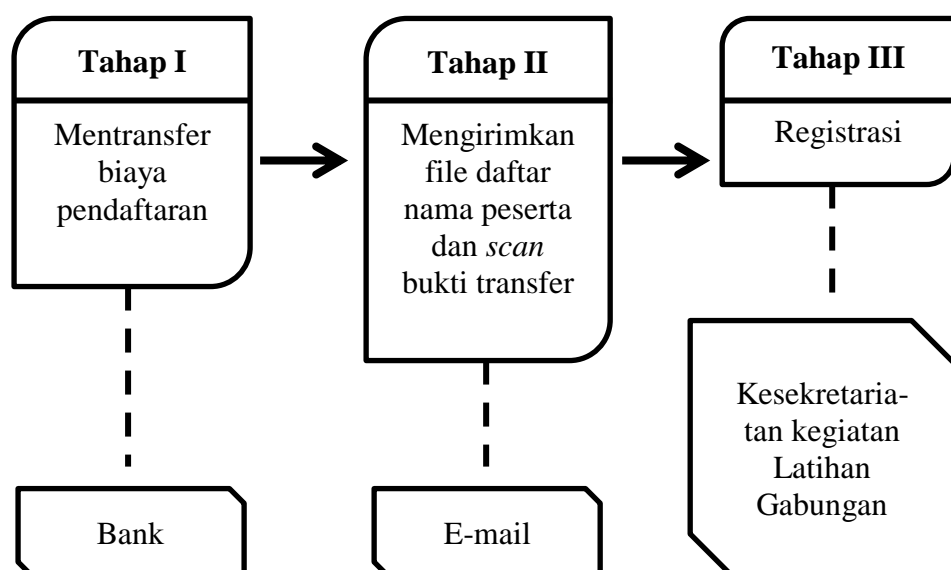 Tahap I
Mentransfer
biaya
pendaftaran
Bank
Tahap II
Mengirimkan
file daftar
nama peserta
dan scan
bukti transfer
E-mail
Tahap III
Registrasi
Kesekretaria-
tan kegiatan
Latihan
Gabungan